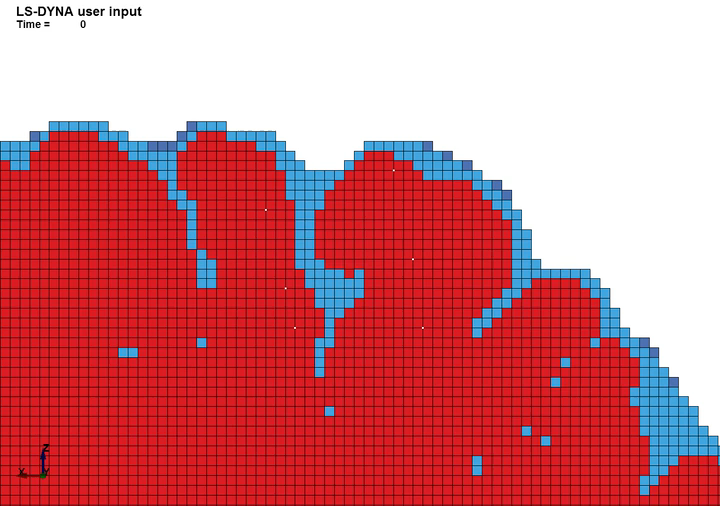 LS-DYNA user input
Time = 0
Z
X
Y